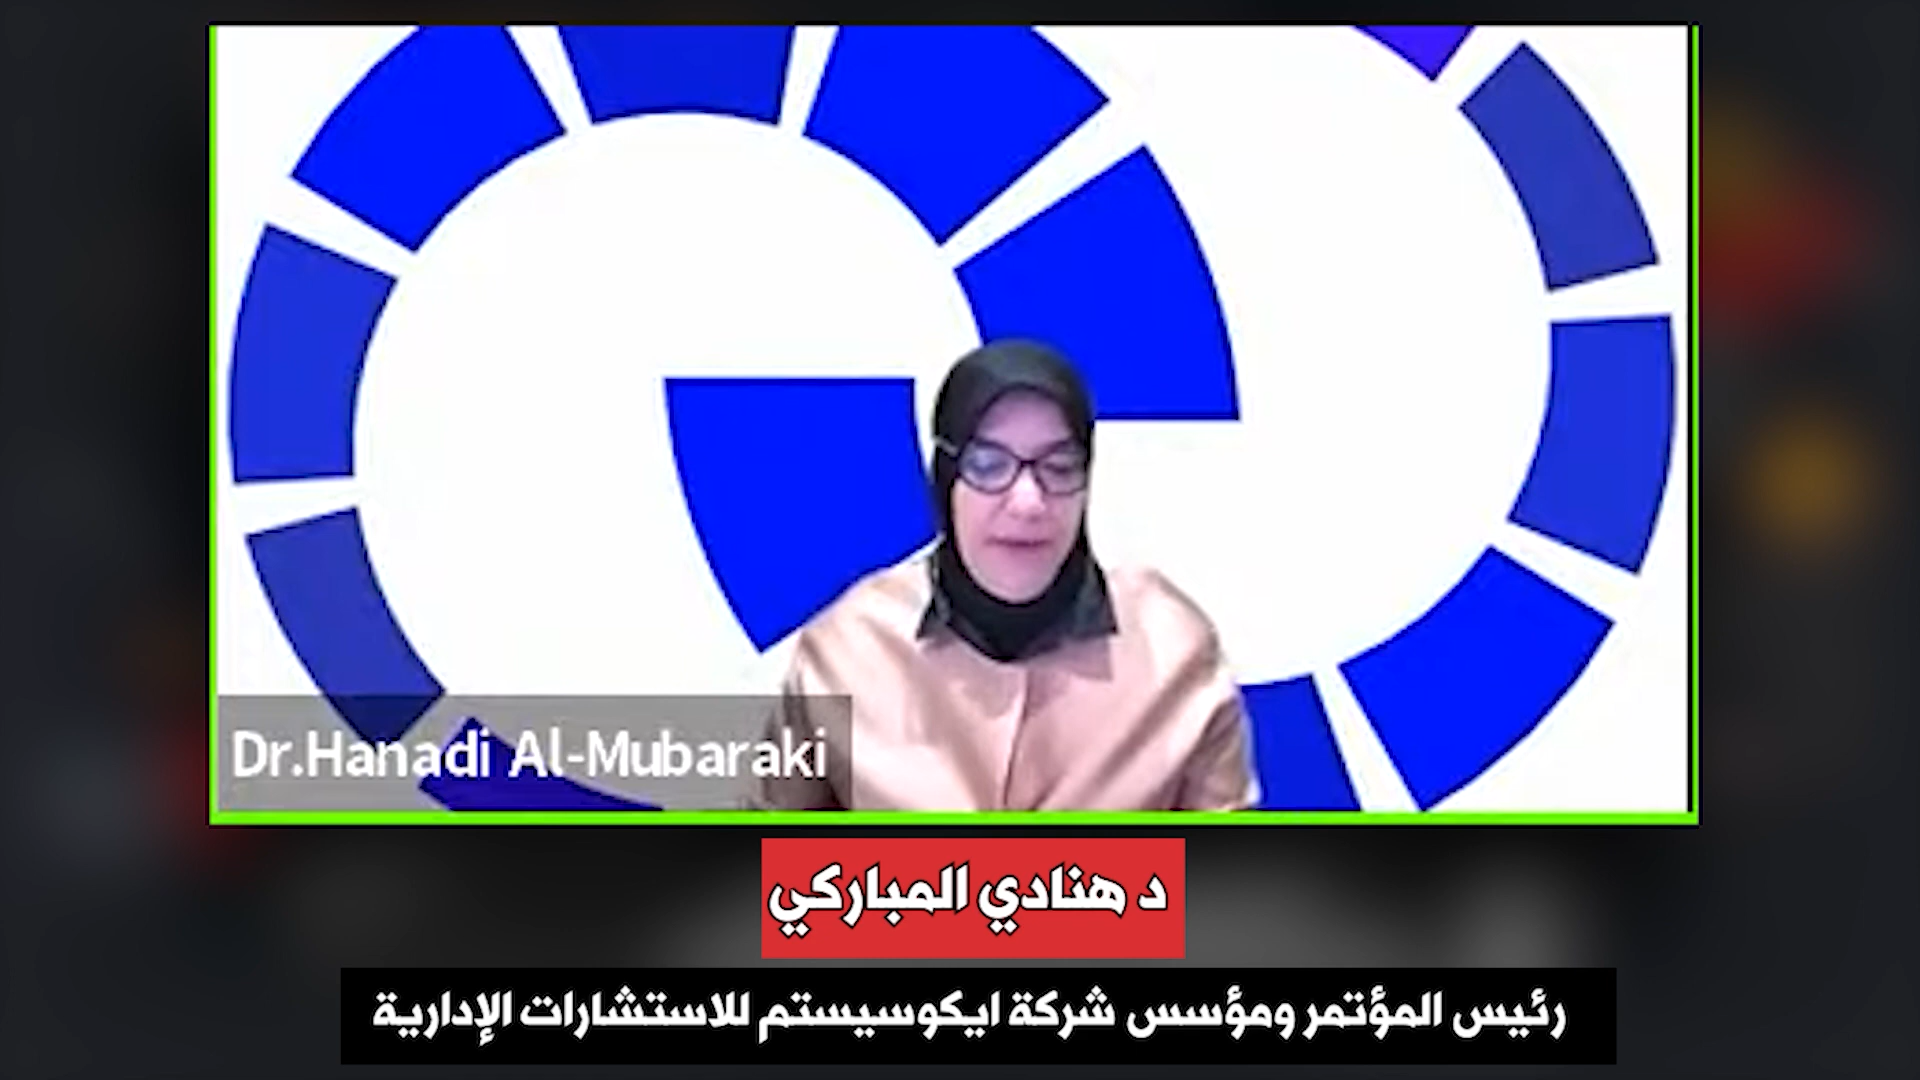 Dr.Hanadi Al-Mubaraki
د هنادي المباركي
رئيس المؤتمر ومؤسس شركة ايكوسيستم للاستشارات الإدارية